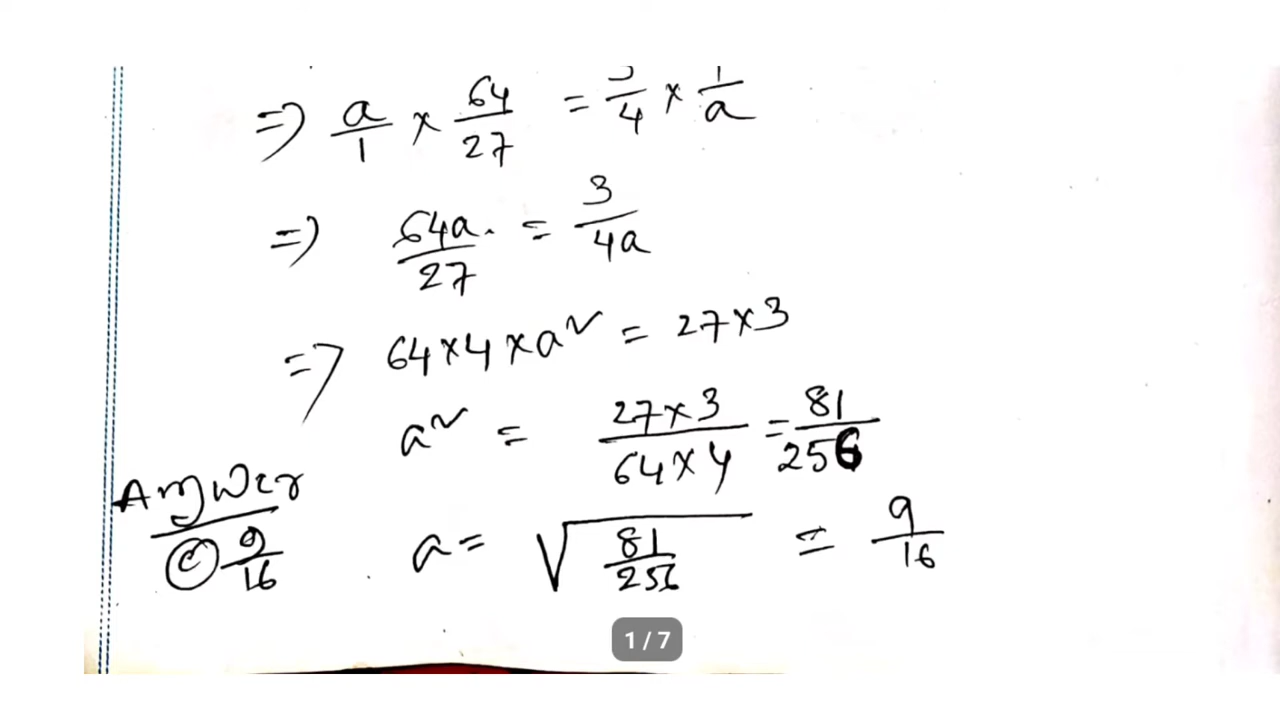 => a/1 × 64/27 = 3/4 × 1/a
=> 64a/27 = 3/4a
=> 64×4×a² = 27×3
a² = 27×3/64×4 = 81/256
Answer
a = √81/256 = 9/16
(c) 9/16
1 / 7